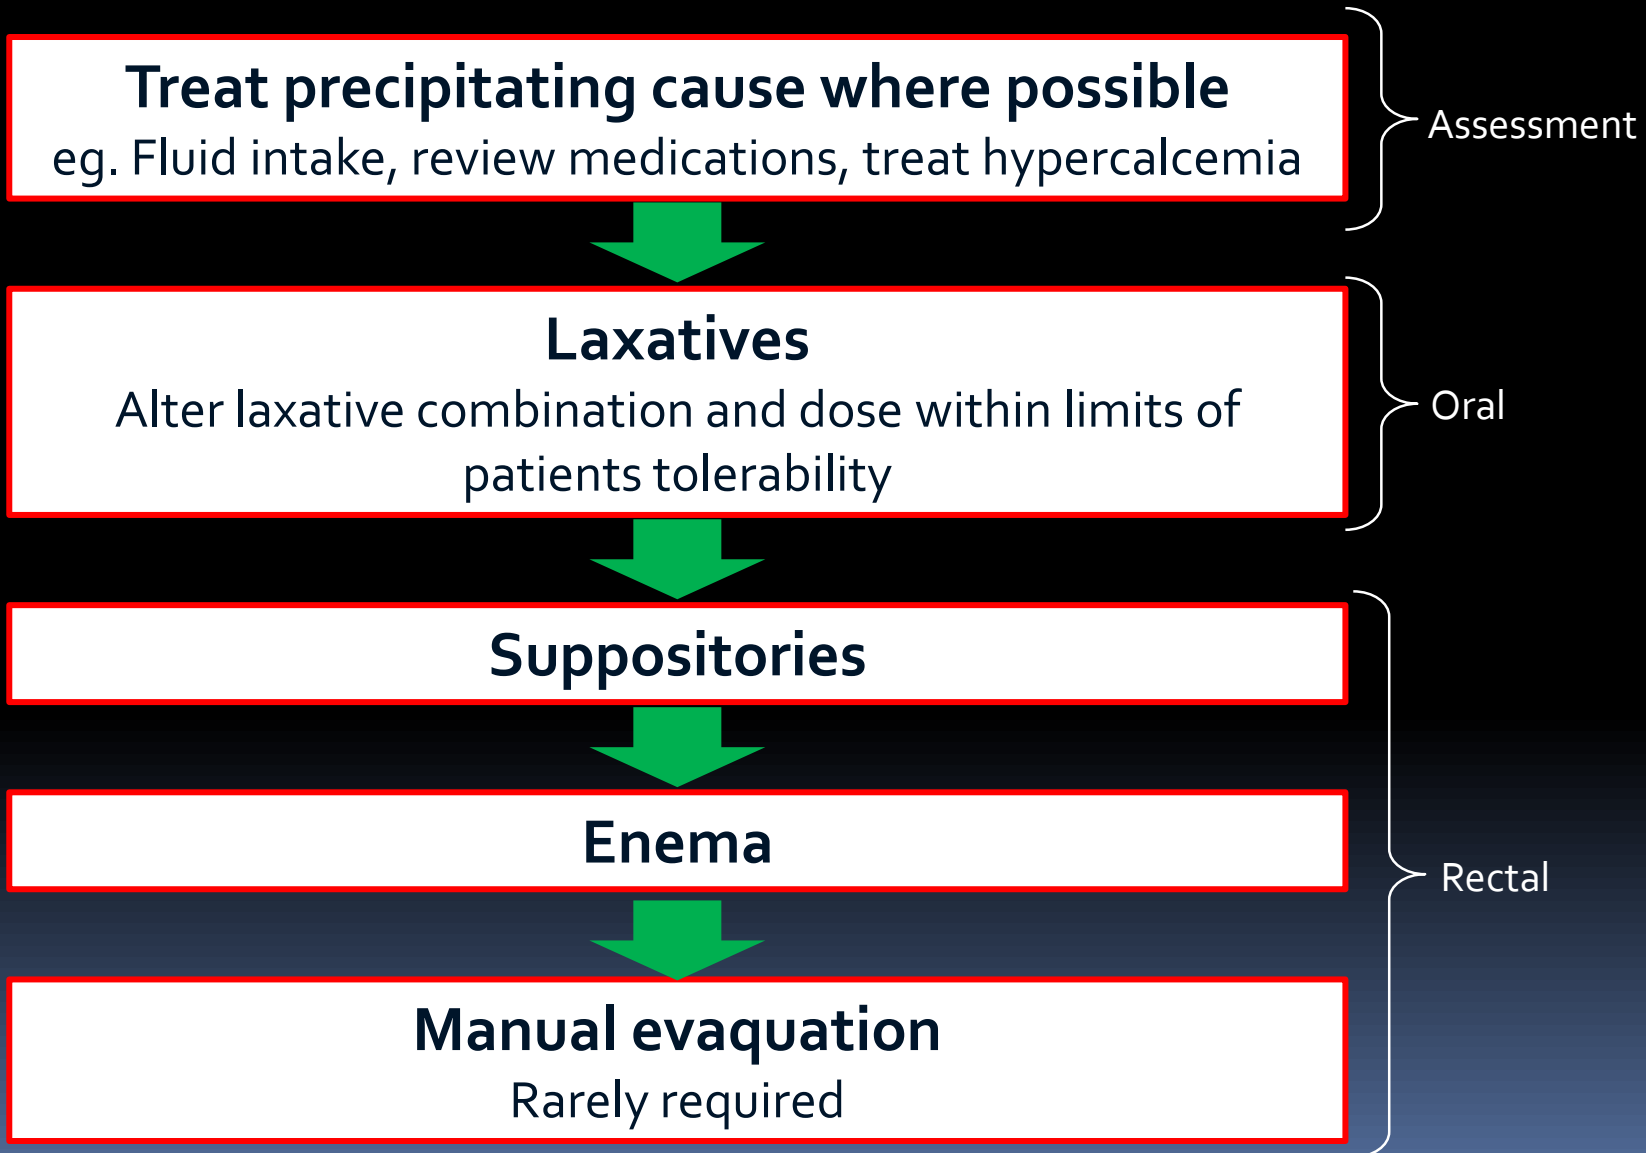 Treat precipitating cause where possible
eg. Fluid intake, review medications, treat hypercalcemia
Assessment
Laxatives
Alter laxative combination and dose within limits of
patients tolerability
Oral
Suppositories
Enema
Rectal
Manual evaquation
Rarely required